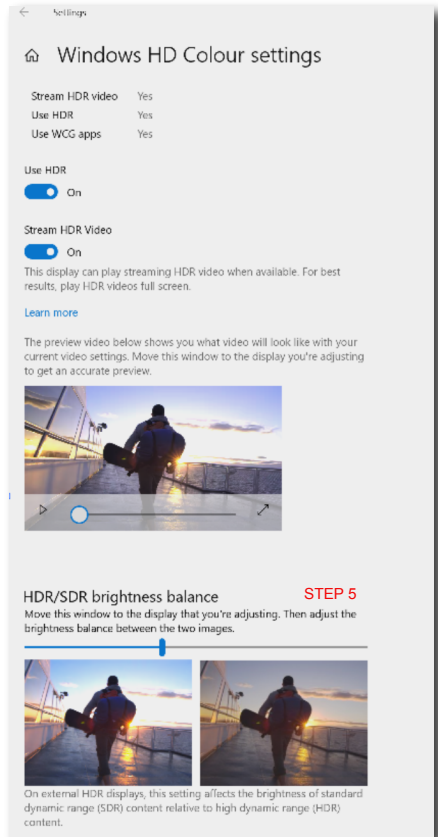 Settings
Windows HD Colour settings
Stream HDR video Yes
Use HDR Yes
Use WCG apps Yes
Use HDR
On
Stream HDR Video
On
This display can play streaming HDR video when available. For best
results, play HDR videos full screen.
Learn more
The preview video below shows you what video will look like with your
current video settings. Move this window to the display you're adjusting
to get an accurate preview.
HDR/SDR brightness balance STEP 5
Move this window to the display that you're adjusting. Then adjust the
brightness balance between the two images.
On external HDR displays, this setting affects the brightness of standard
dynamic range (SDR) content relative to high dynamic range (HDR)
content.